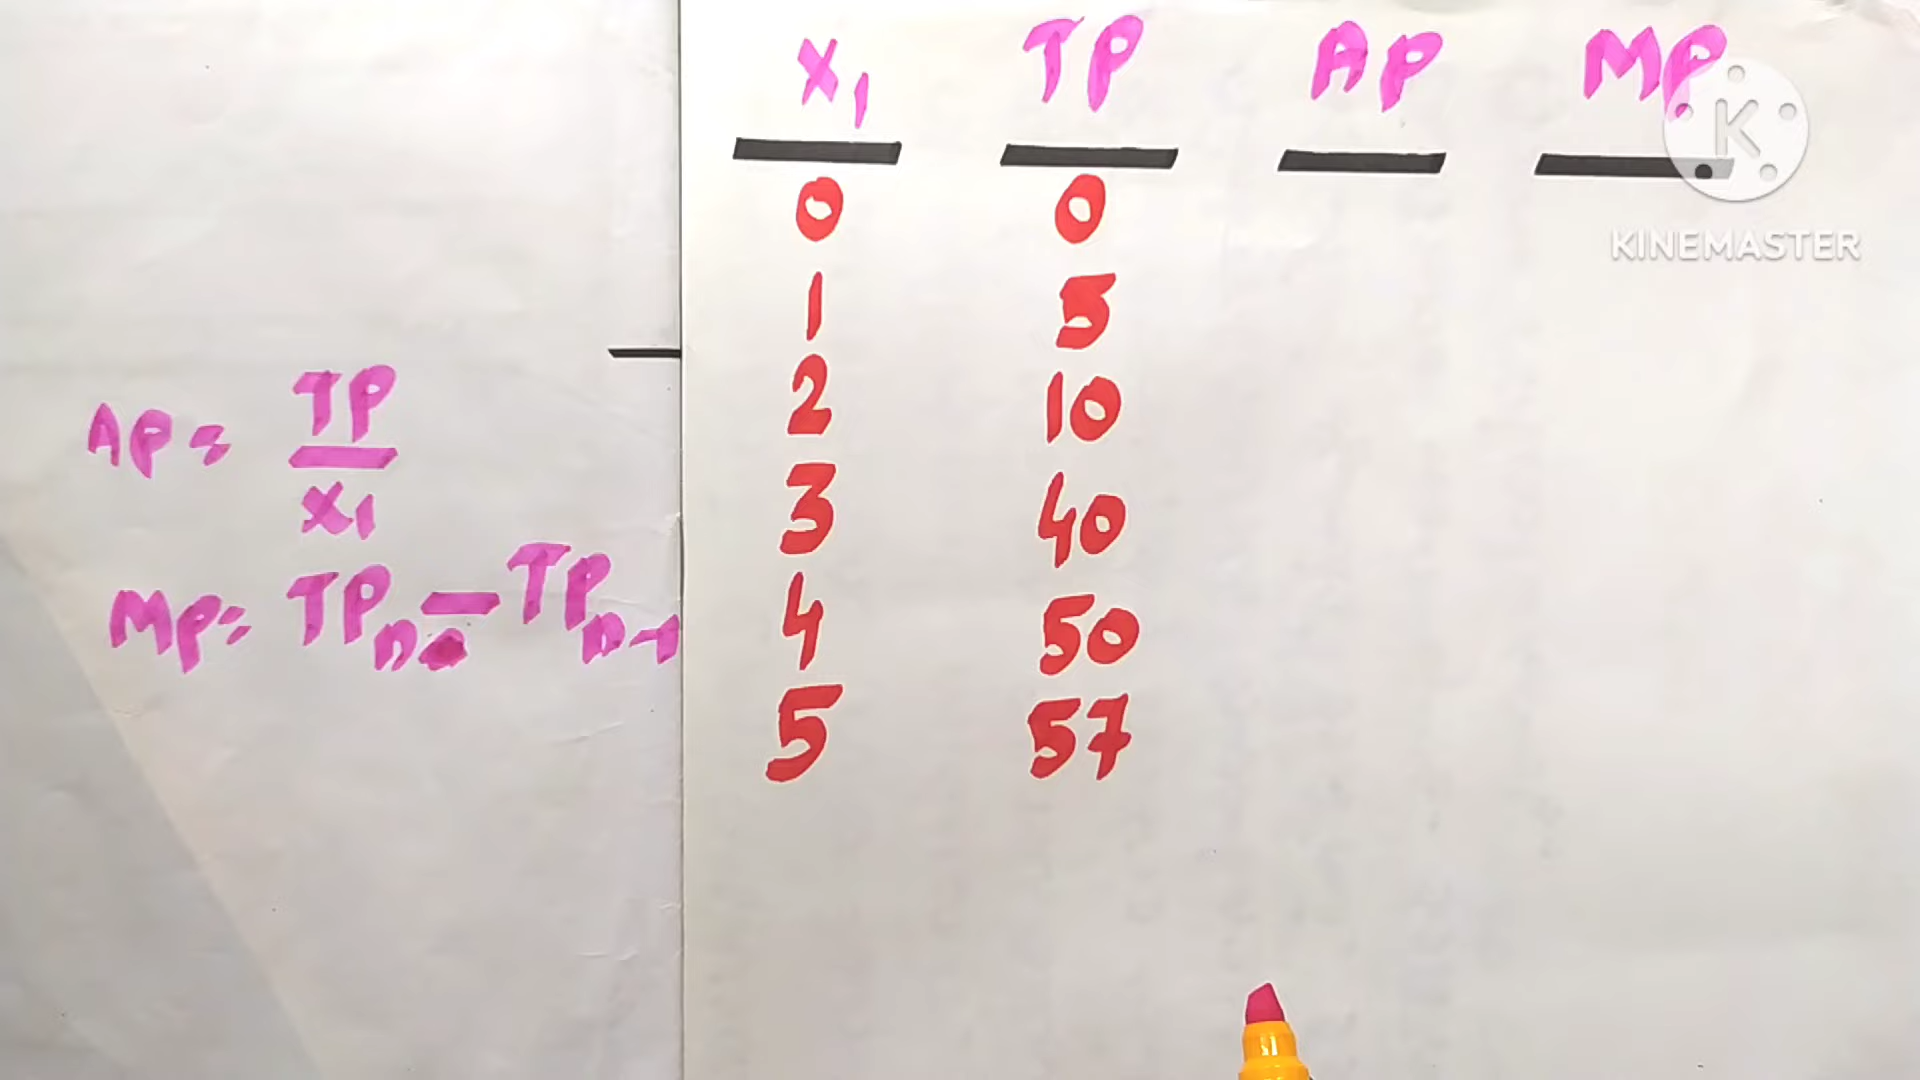 X1 TP AP MP
0 0
1 5
2 10
3 40
4 50
5 57
AP = TP
X1
MP = TPn - TPn-1
KINEMASTER